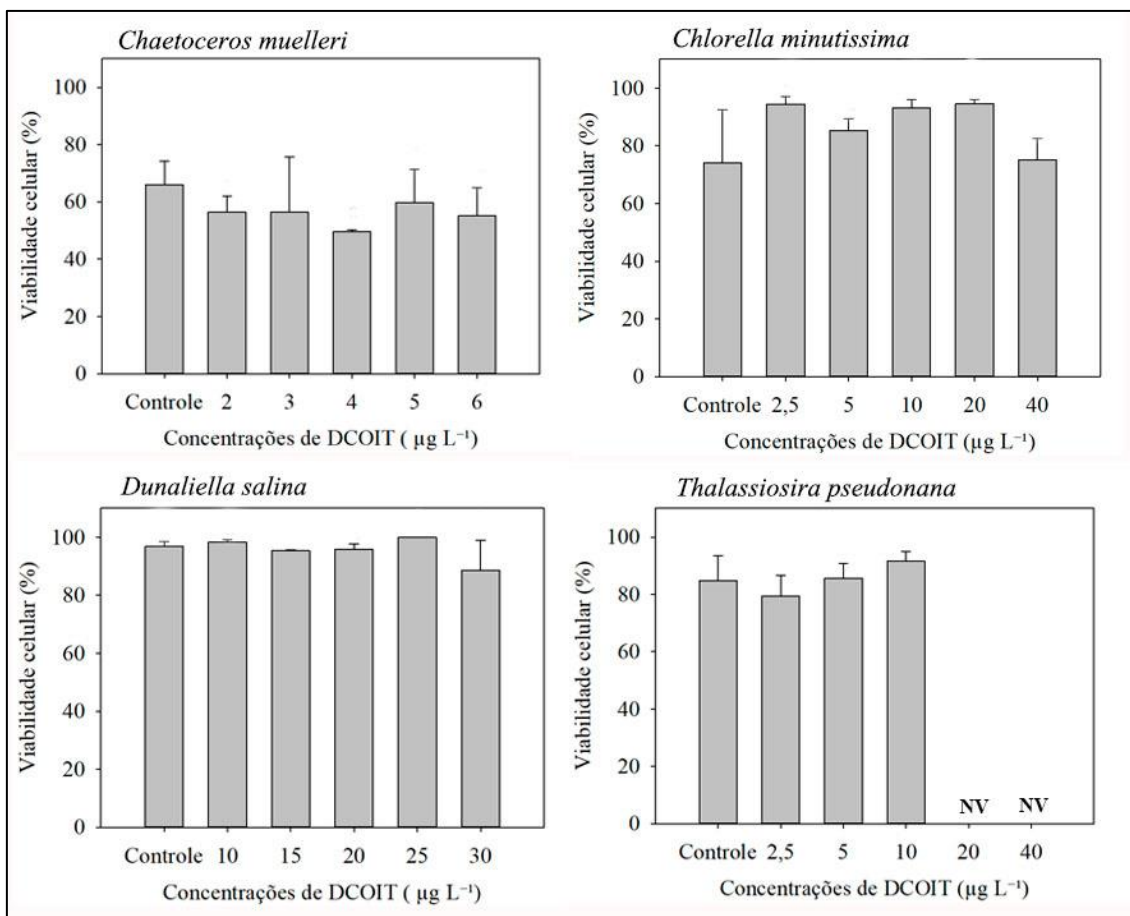 Chaetoceros muelleri
Viabilidade celular (%)
100
80
60
40
20
0
Controle 2 3 4 5 6
Concentrações de DCOIT ( µg L⁻¹)
Chlorella minutissima
Viabilidade celular (%)
100
80
60
40
20
0
Controle 2,5 5 10 20 40
Concentrações de DCOIT (µg L⁻¹)
Dunaliella salina
Viabilidade celular (%)
100
80
60
40
20
0
Controle 10 15 20 25 30
Concentrações de DCOIT ( µg L⁻¹)
Thalassiosira pseudonana
Viabilidade celular (%)
100
80
60
40
20
0
NV NV
Controle 2,5 5 10 20 40
Concentrações de DCOIT (µg L⁻¹)